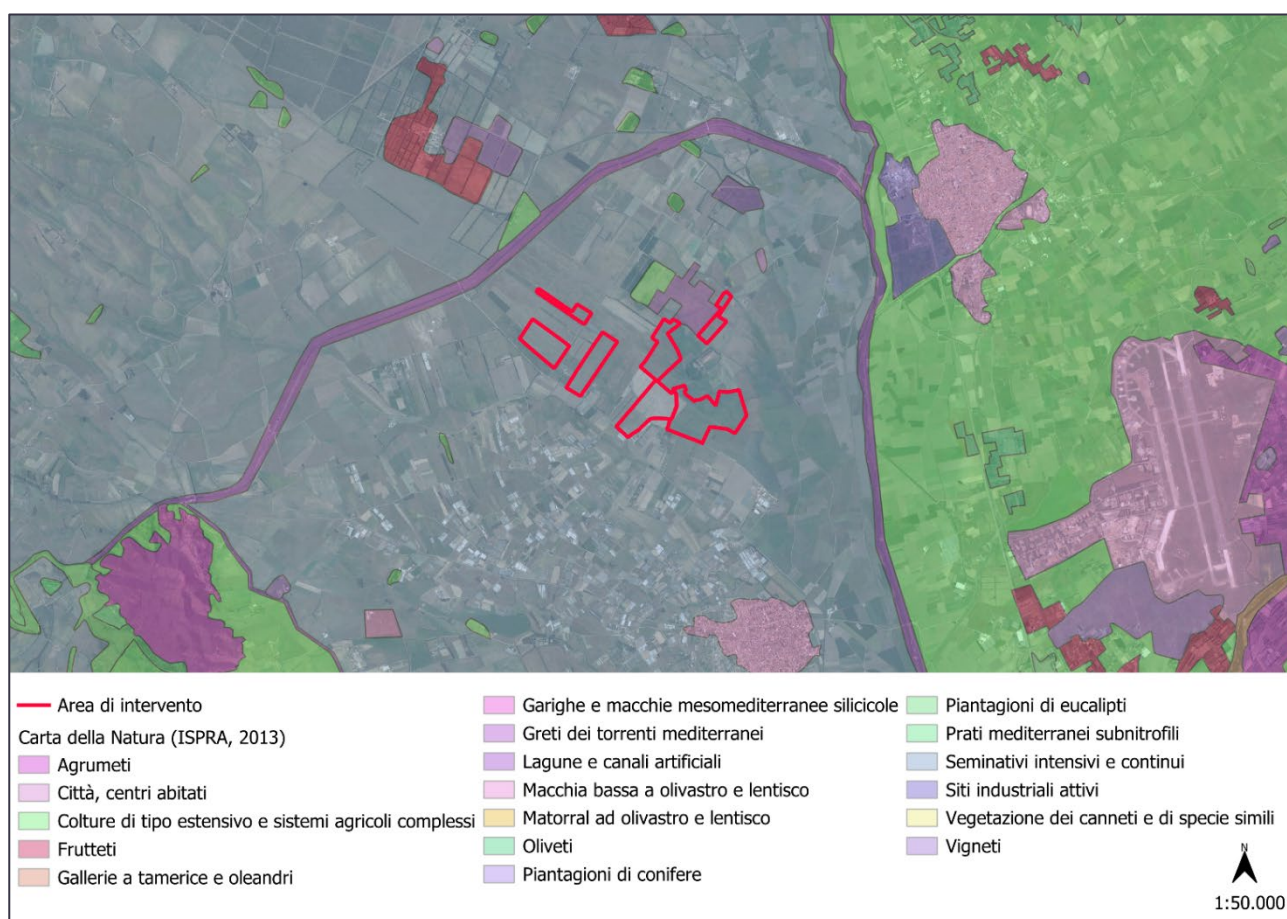 Area di intervento
Carta della Natura (ISPRA, 2013)
Agrumeti
Città, centri abitati
Colture di tipo estensivo e sistemi agricoli complessi
Frutteti
Gallerie a tamerice e oleandri
Garighe e macchie mesomediterranee silicicole
Greti dei torrenti mediterranei
Lagune e canali artificiali
Macchia bassa a olivastro e lentisco
Matorral ad olivastro e lentisco
Oliveti
Piantagioni di conifere
Piantagioni di eucalipti
Prati mediterranei subnitrofili
Seminativi intensivi e continui
Siti industriali attivi
Vegetazione dei canneti e di specie simili
Vigneti
N
1:50.000